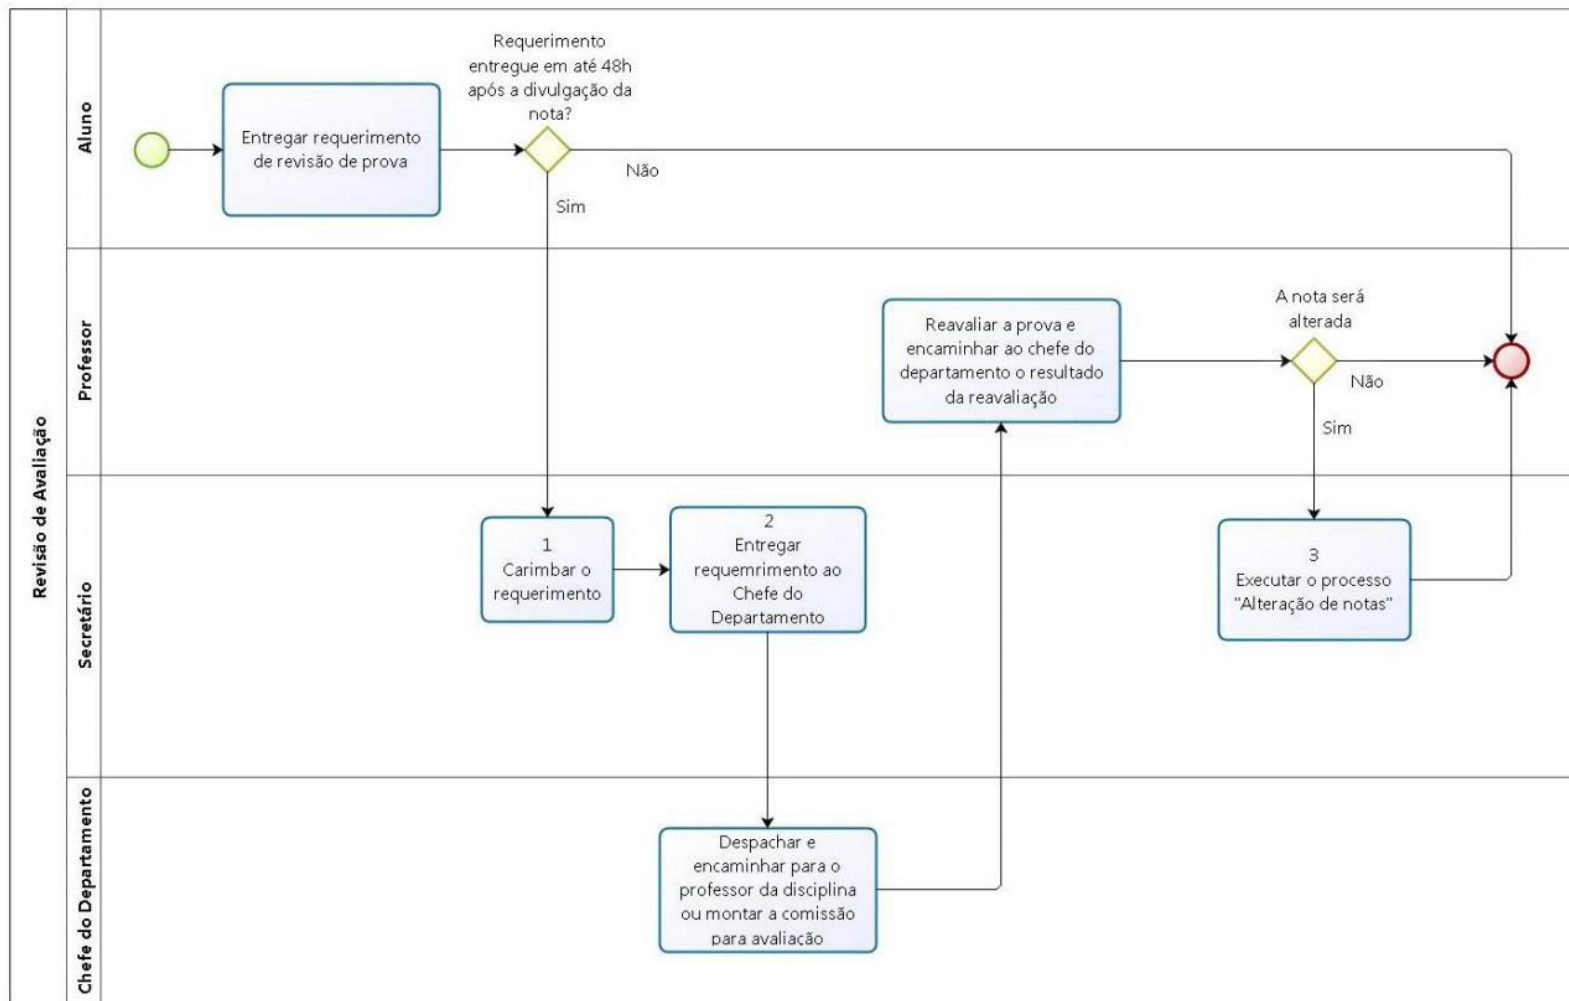 Revisão de Avaliação
Aluno
Entregar requerimento
de revisão de prova
Requerimento
entregue em até 48h
após a divulgação da
nota?
Não
Sim
Professor
Reavaliar a prova e
encaminhar ao chefe do
departamento o resultado
da reavaliação
A nota será
alterada
Não
Sim
Secretário
1
Carimbar o
requerimento
2
Entregar
requemrimento ao
Chefe do
Departamento
3
Executar o processo
"Alteração de notas"
Chefe do Departamento
Despachar e
encaminhar para o
professor da disciplina
ou montar a comissão
para avaliação